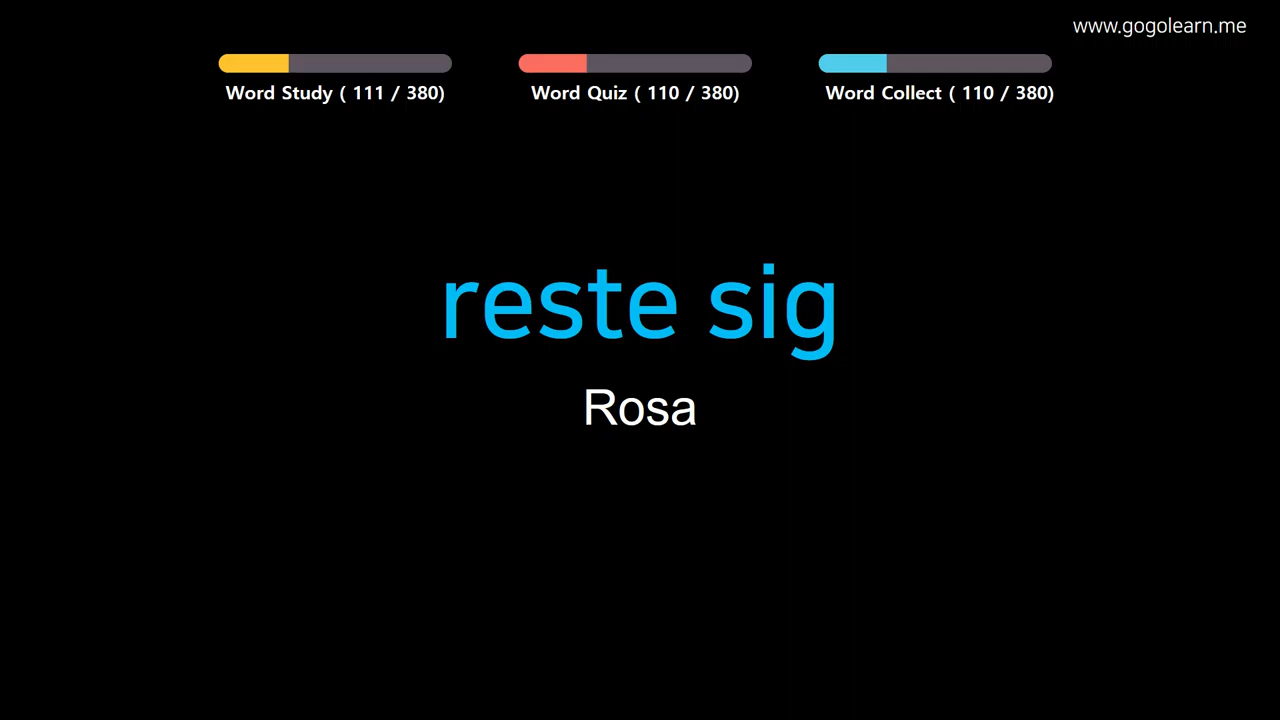 www.gogolearn.me
Word Study ( 111 / 380)
Word Quiz ( 110 / 380)
Word Collect ( 110 / 380)
reste sig
Rosa